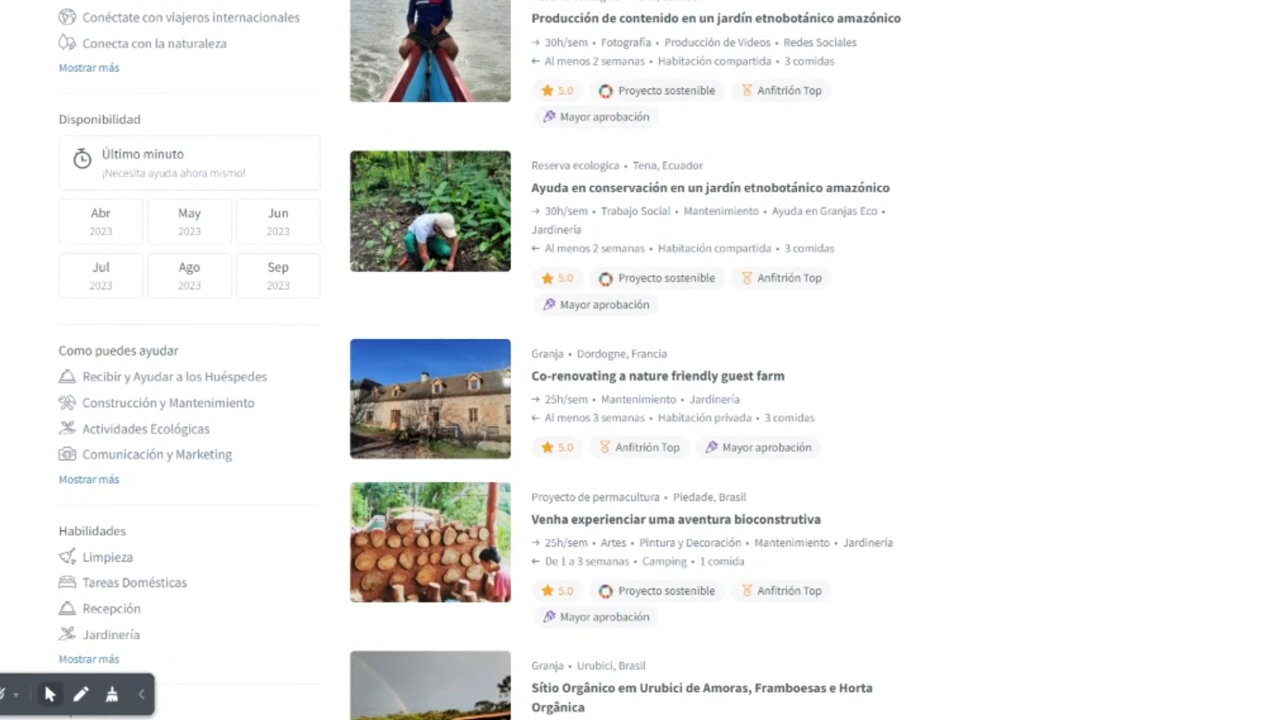 Conéctate con viajeros internacionales
Conecta con la naturaleza
Mostrar más
Disponibilidad
Último minuto
¡Necesita ayuda ahora mismo!
Abr May Jun
2023 2023 2023
Jul Ago Sep
2023 2023 2023
Como puedes ayudar
Recibir y Ayudar a los Huéspedes
Construcción y Mantenimiento
Actividades Ecológicas
Comunicación y Marketing
Mostrar más
Habilidades
Limpieza
Tareas Domésticas
Recepción
Jardinería
Mostrar más
Producción de contenido en un jardín etnobotánico amazónico
→ 30h/sem • Fotografía • Producción de Videos • Redes Sociales
← Al menos 2 semanas • Habitación compartida • 3 comidas
5.0 Proyecto sostenible Anfitrión Top
Mayor aprobación
Reserva ecologica • Tena, Ecuador
Ayuda en conservación en un jardín etnobotánico amazónico
→ 30h/sem • Trabajo Social • Mantenimiento • Ayuda en Granjas Eco •
Jardinería
← Al menos 2 semanas • Habitación compartida • 3 comidas
5.0 Proyecto sostenible Anfitrión Top
Mayor aprobación
Granja • Dordogne, Francia
Co-renovating a nature friendly guest farm
→ 25h/sem • Mantenimiento • Jardinería
← Al menos 3 semanas • Habitación privada • 3 comidas
5.0 Anfitrión Top Mayor aprobación
Proyecto de permacultura • Piedade, Brasil
Venha experienciar uma aventura bioconstrutiva
→ 25h/sem • Artes • Pintura y Decoración • Mantenimiento • Jardinería
← De 1 a 3 semanas • Camping • 1 comida
5.0 Proyecto sostenible Anfitrión Top
Mayor aprobación
Granja • Urubici, Brasil
Sítio Orgânico em Urubici de Amoras, Framboesas e Horta
Orgânica